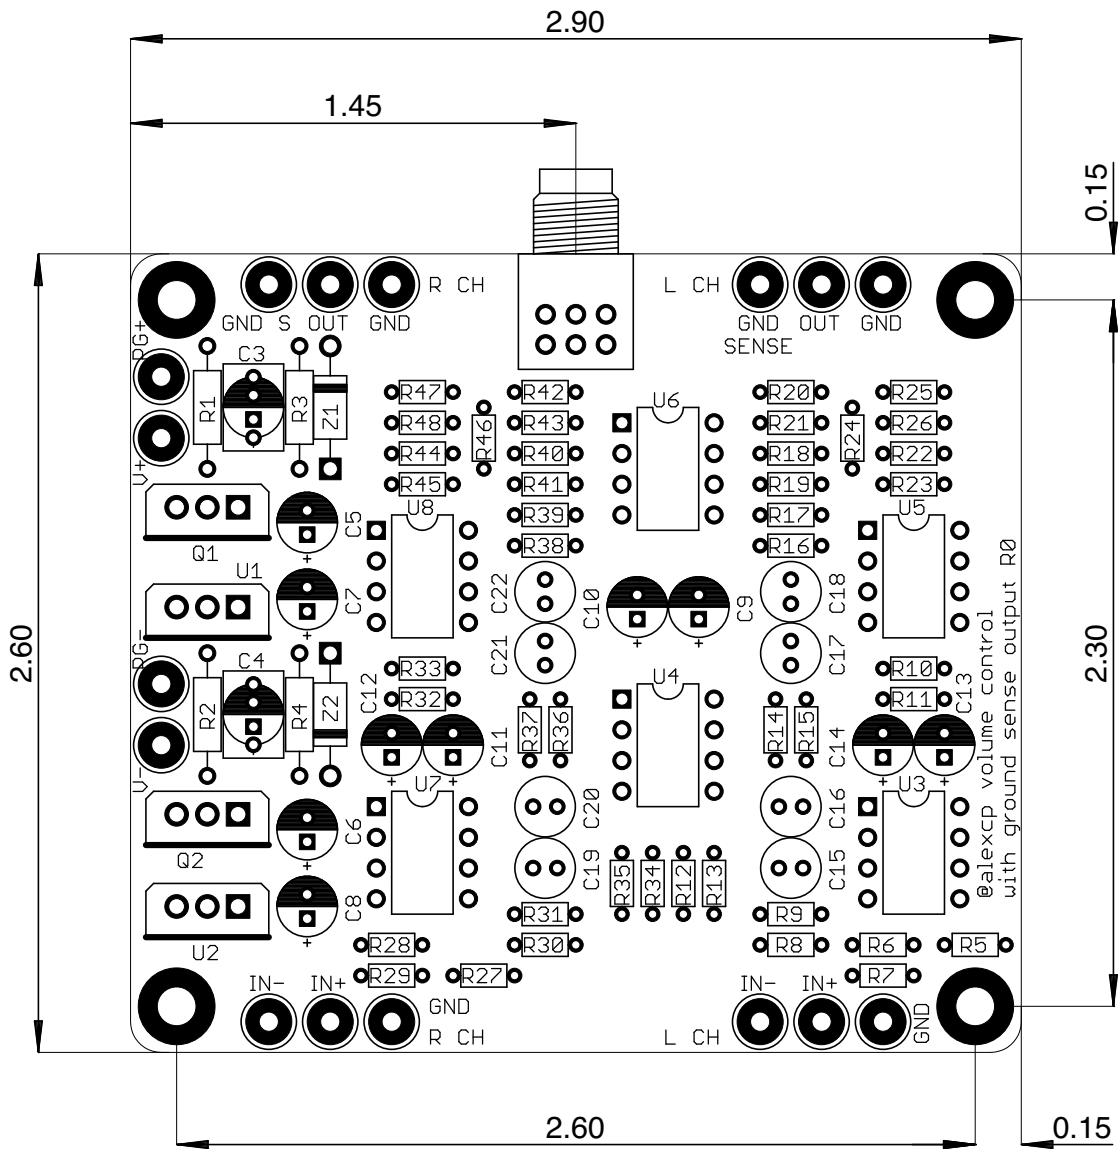 2.90
1.45
0.15
R CH
L CH
GND S
OUT
GND
GND
SENSE
OUT
GND
PG+
V+
R1
C3
R3
Z1
R47
R48
R44
R45
R46
R42
R43
R40
R41
R39
R38
U6
R20
R21
R18
R19
R17
R16
R24
R25
R26
R22
R23
Q1
C5
U8
U5
U1
C7
C22
C21
C10
C9
C18
C17
2.60
2.30
PG-
V-
R2
C4
R4
Z2
C12
R33
R32
C11
R37
R36
U4
R14
R15
R10
R11
C13
C14
Q2
C6
U7
C20
C19
C16
C15
U3
U2
C8
R35
R34
R12
R13
R31
R30
R9
R8
R28
R29
R27
R6
R7
R5
@alexcp volume control
with ground sense output R0
IN-
IN+
GND
R CH
L CH
IN-
IN+
GND
2.60
0.15